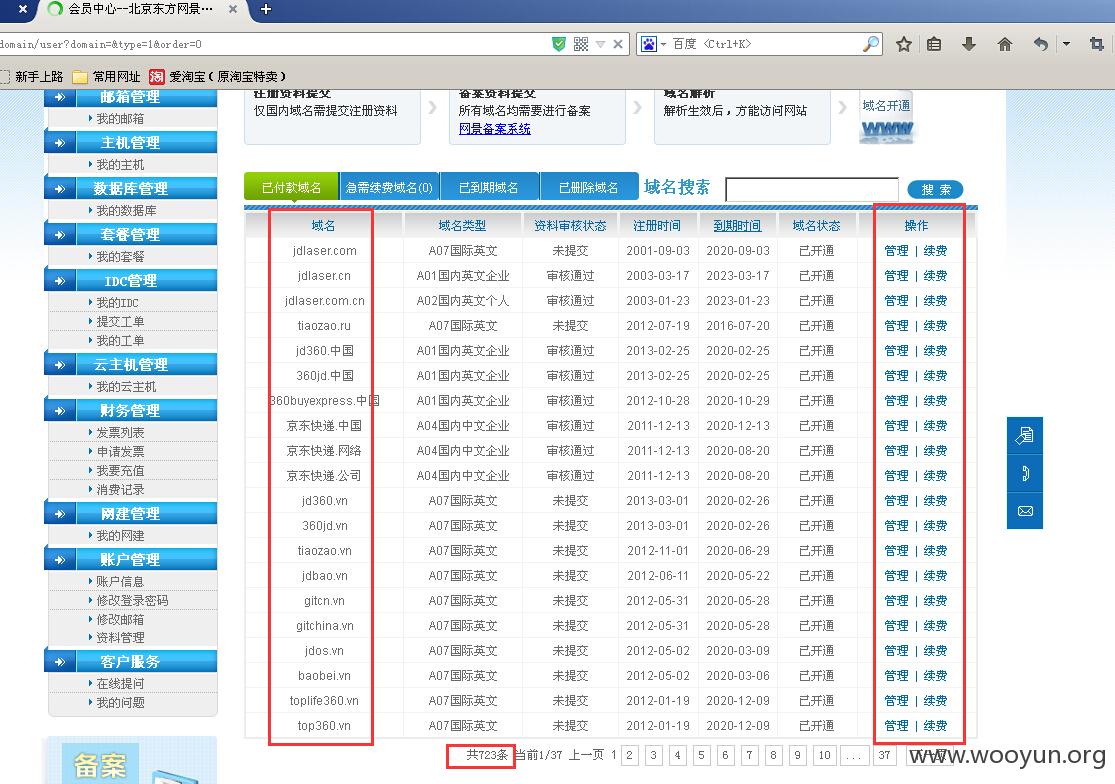 会员中心--北京东方网景···
domain/user?domain=&type=1&order=0
百度 <Ctrl+K>
新手上路 常用网址 爱淘宝（原淘宝特卖）
邮箱管理
我的邮箱
主机管理
我的主机
数据库管理
我的数据库
套餐管理
我的套餐
IDC管理
我的IDC
提交工单
我的工单
云主机管理
我的云主机
财务管理
发票列表
申请发票
我要充值
消费记录
网建管理
我的网建
账户管理
账户信息
修改登录密码
修改邮箱
资料管理
客户服务
在线提问
我的问题
备案
注册资料提交
仅国内域名需提交注册资料
备案资料提交
所有域名均需要进行备案
网景备案系统
域名解析
解析生效后，方能访问网站
域名开通
WWW
已付款域名 急需续费域名(0) 已到期域名 已删除域名 域名搜索 搜 索
域名 域名类型 资料审核状态 注册时间 到期时间 域名状态 操作
jdlaser.com A07国际英文 未提交 2001-09-03 2020-09-03 已开通 管理 | 续费
jdlaser.cn A01国内英文企业 审核通过 2003-03-17 2023-03-17 已开通 管理 | 续费
jdlaser.com.cn A02国内英文个人 审核通过 2003-01-23 2023-01-23 已开通 管理 | 续费
tiaozao.ru A07国际英文 未提交 2012-07-19 2016-07-20 已开通 管理 | 续费
jd360.中国 A01国内英文企业 审核通过 2013-02-25 2020-02-25 已开通 管理 | 续费
360jd.中国 A01国内英文企业 审核通过 2013-02-25 2020-02-25 已开通 管理 | 续费
360buyexpress.中国 A01国内英文企业 审核通过 2012-10-28 2020-10-29 已开通 管理 | 续费
京东快递.中国 A04国内中文企业 审核通过 2011-12-13 2020-12-13 已开通 管理 | 续费
京东快递.网络 A04国内中文企业 审核通过 2011-12-13 2020-08-20 已开通 管理 | 续费
京东快递.公司 A04国内中文企业 审核通过 2011-12-13 2020-08-20 已开通 管理 | 续费
jd360.vn A07国际英文 未提交 2013-03-01 2020-02-26 已开通 管理 | 续费
360jd.vn A07国际英文 未提交 2013-03-01 2020-02-26 已开通 管理 | 续费
tiaozao.vn A07国际英文 未提交 2012-11-01 2020-06-29 已开通 管理 | 续费
jdbao.vn A07国际英文 未提交 2012-06-11 2020-05-22 已开通 管理 | 续费
gitcn.vn A07国际英文 未提交 2012-05-31 2020-05-28 已开通 管理 | 续费
gitchina.vn A07国际英文 未提交 2012-05-31 2020-05-28 已开通 管理 | 续费
jdos.vn A07国际英文 未提交 2012-05-02 2020-03-09 已开通 管理 | 续费
baobei.vn A07国际英文 未提交 2012-05-02 2020-03-06 已开通 管理 | 续费
toplife360.vn A07国际英文 未提交 2012-01-19 2020-12-09 已开通 管理 | 续费
top360.vn A07国际英文 未提交 2012-01-19 2020-12-09 已开通 管理 | 续费
共723条 当前1/37 上一页 1 2 3 4 5 6 7 8 9 10 ... 37
www.wooyun.org